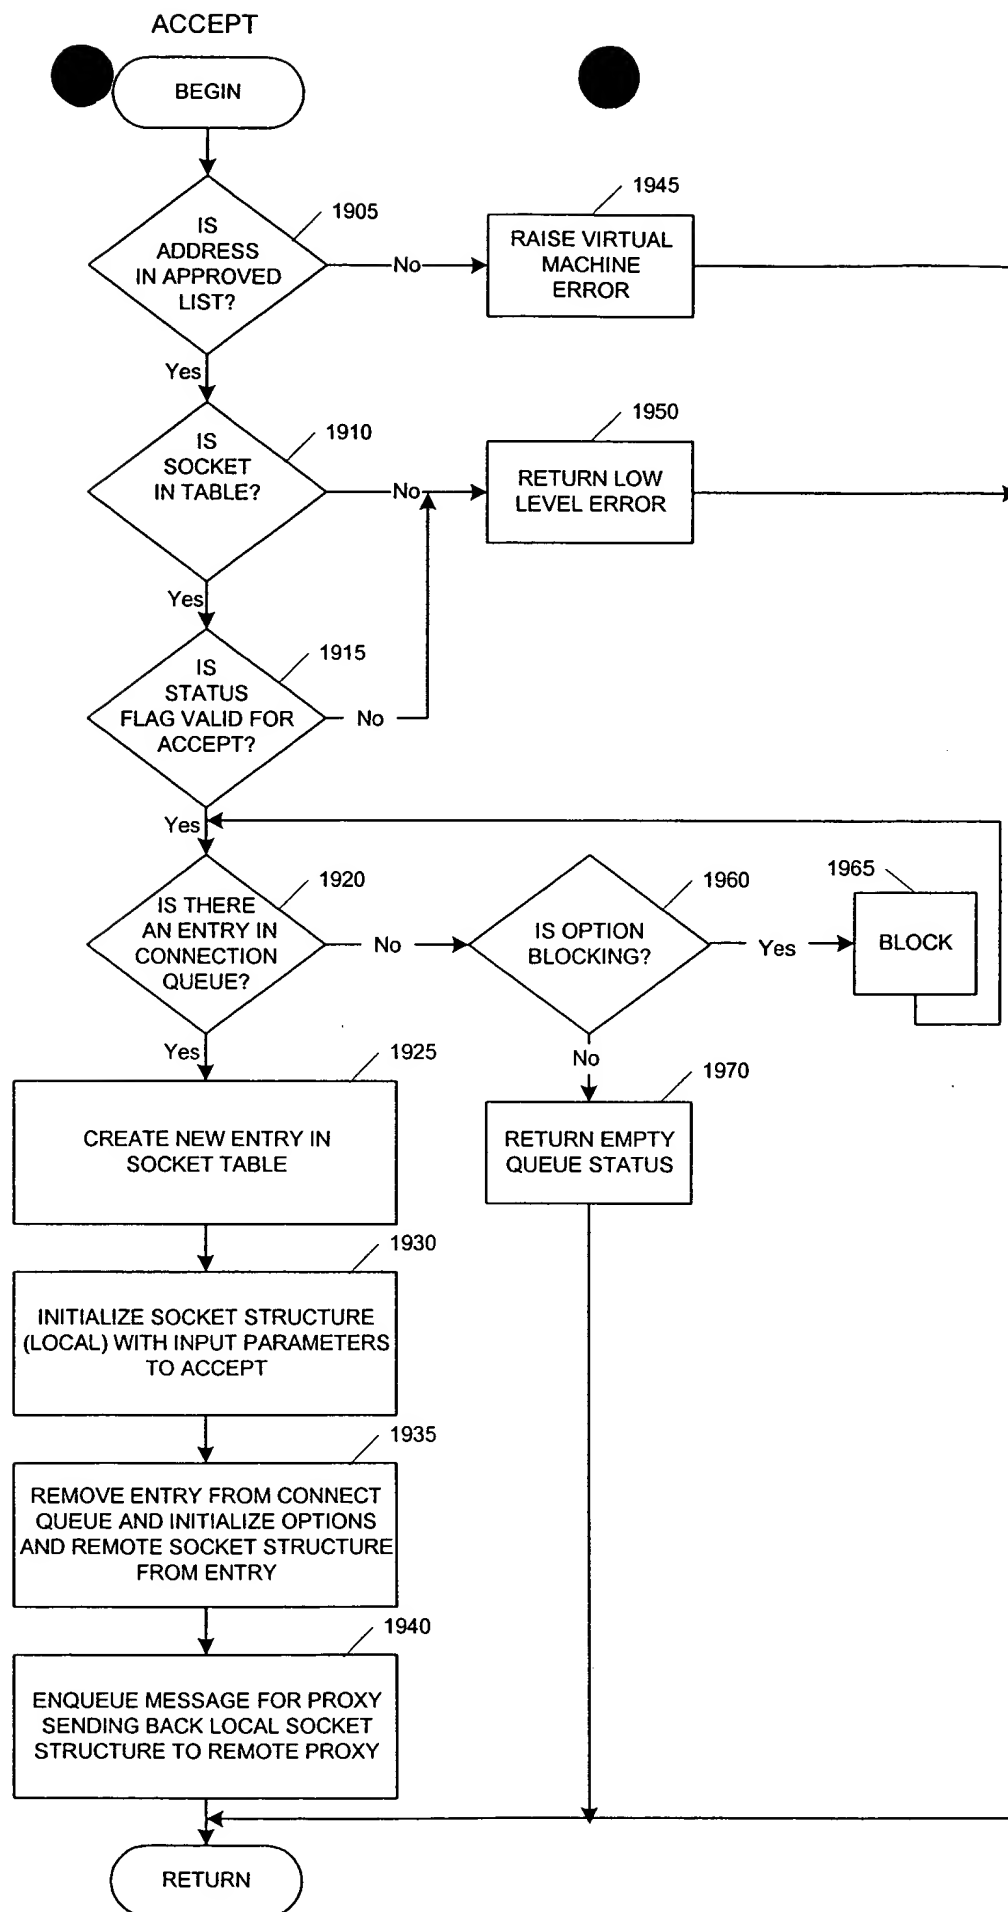 ACCEPT
BEGIN
1905
IS
ADDRESS
IN APPROVED
LIST?
No
1945
RAISE VIRTUAL
MACHINE
ERROR
Yes
1910
IS
SOCKET
IN TABLE?
No
1950
RETURN LOW
LEVEL ERROR
Yes
1915
IS
STATUS
FLAG VALID FOR
ACCEPT?
No
Yes
1920
IS THERE
AN ENTRY IN
CONNECTION
QUEUE?
No
1960
IS OPTION
BLOCKING?
Yes
1965
BLOCK
Yes
1925
CREATE NEW ENTRY IN
SOCKET TABLE
No
1970
RETURN EMPTY
QUEUE STATUS
1930
INITIALIZE SOCKET STRUCTURE
(LOCAL) WITH INPUT PARAMETERS
TO ACCEPT
1935
REMOVE ENTRY FROM CONNECT
QUEUE AND INITIALIZE OPTIONS
AND REMOTE SOCKET STRUCTURE
FROM ENTRY
1940
ENQUEUE MESSAGE FOR PROXY
SENDING BACK LOCAL SOCKET
STRUCTURE TO REMOTE PROXY
RETURN